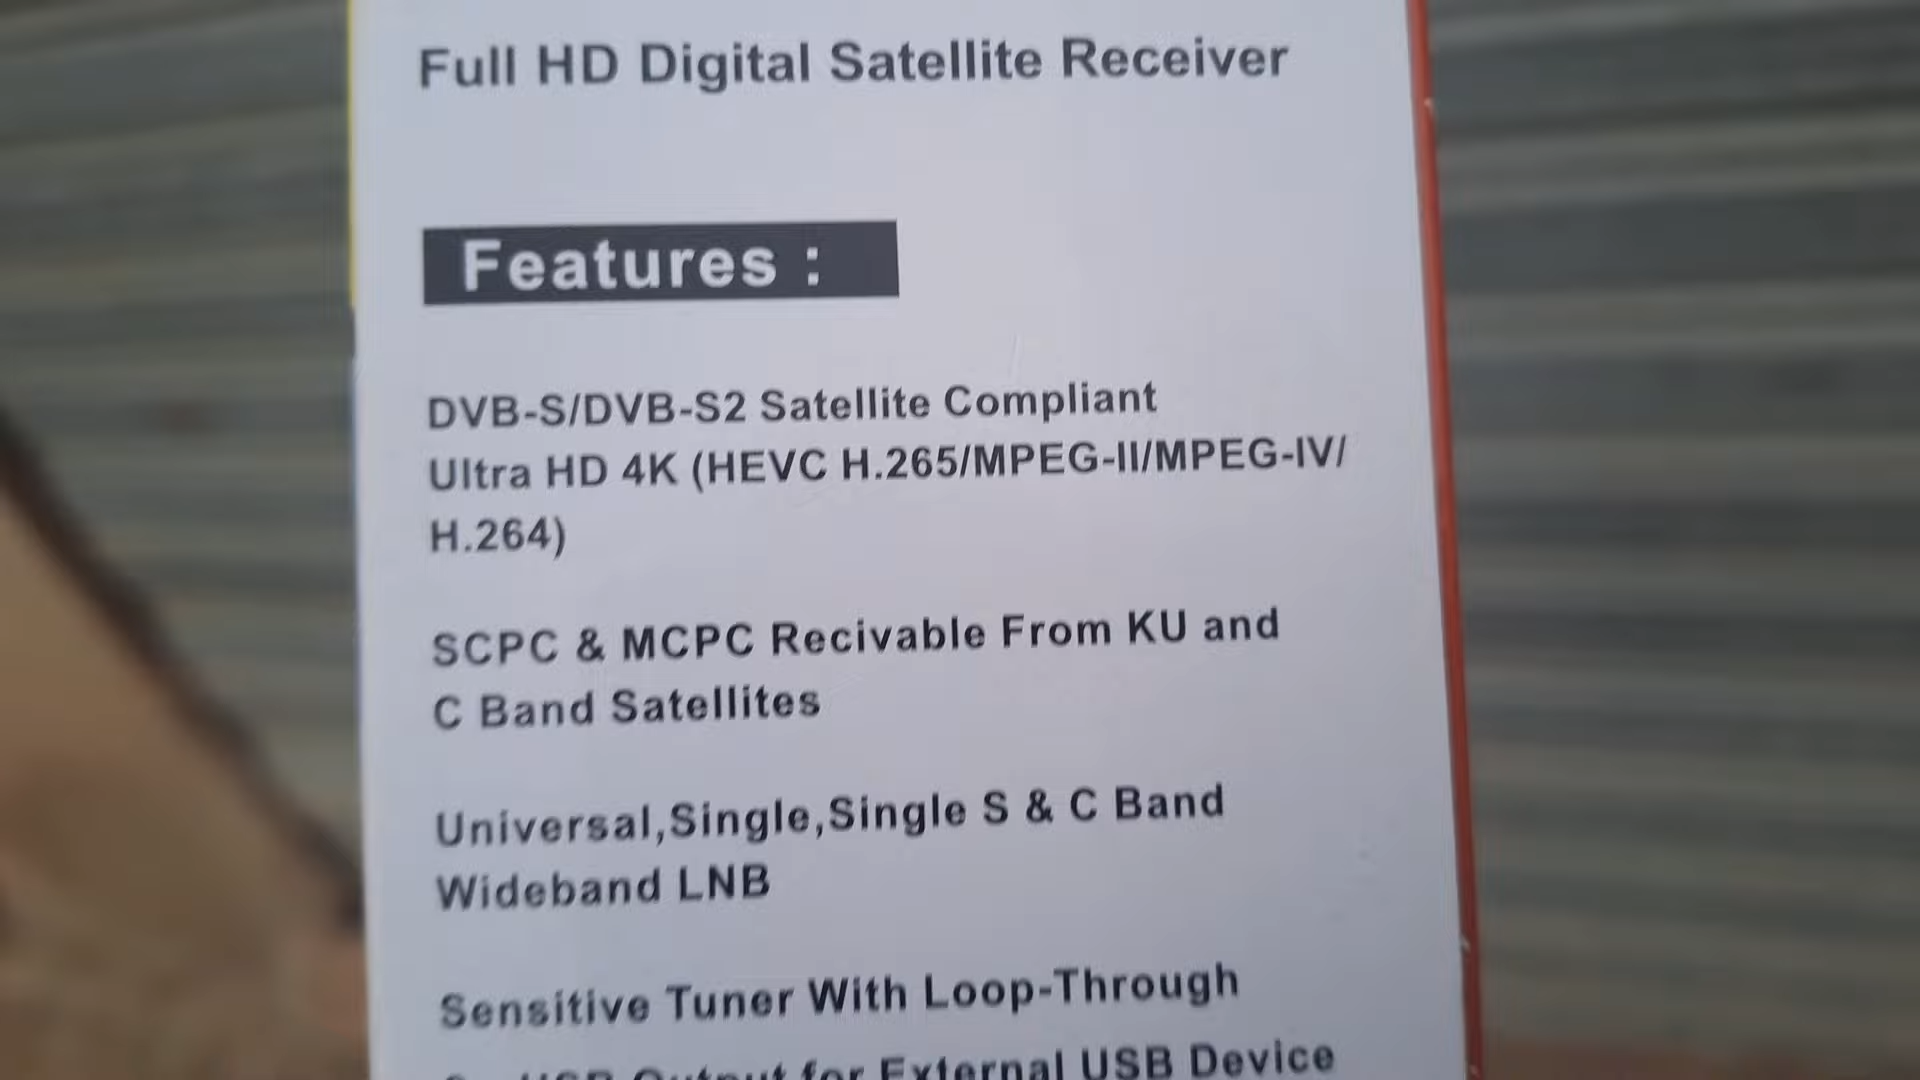 Full HD Digital Satellite Receiver
Features :
DVB-S/DVB-S2 Satellite Compliant
Ultra HD 4K (HEVC H.265/MPEG-II/MPEG-IV/
H.264)
SCPC & MCPC Recivable From KU and
C Band Satellites
Universal,Single,Single S & C Band
Wideband LNB
Sensitive Tuner With Loop-Through
USB Output for External USB Device